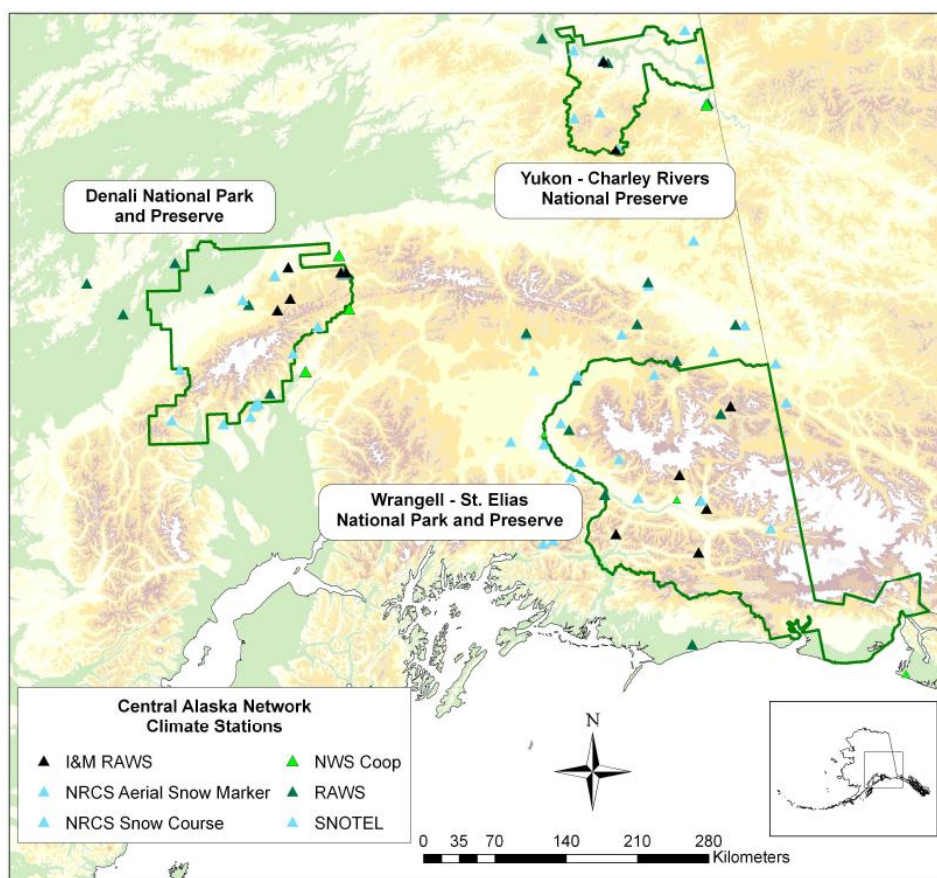 Yukon - Charley Rivers
National Preserve
Denali National Park
and Preserve
Wrangell - St. Elias
National Park and Preserve
Central Alaska Network
Climate Stations
I&M RAWS
NWS Coop
NRCS Aerial Snow Marker
RAWS
NRCS Snow Course
SNOTEL
N
0 35 70 140 210 280
Kilometers